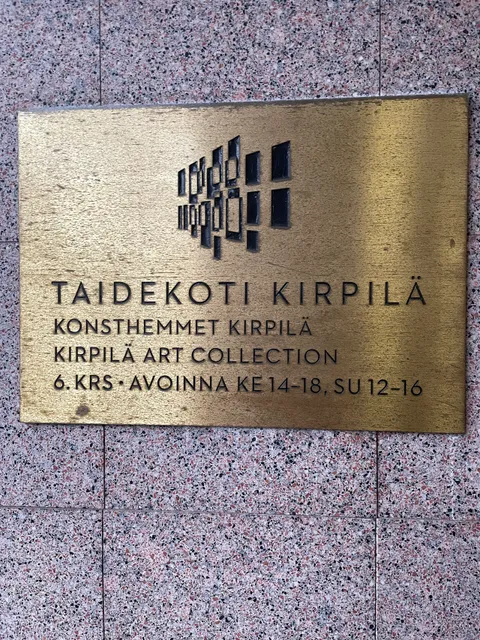 TAIDEKOTI KIRPILÄ
KONSTHEMMET KIRPILÄ
KIRPILÄ ART COLLECTION
6. KRS • AVOINNA KE 14–18, SU 12–16